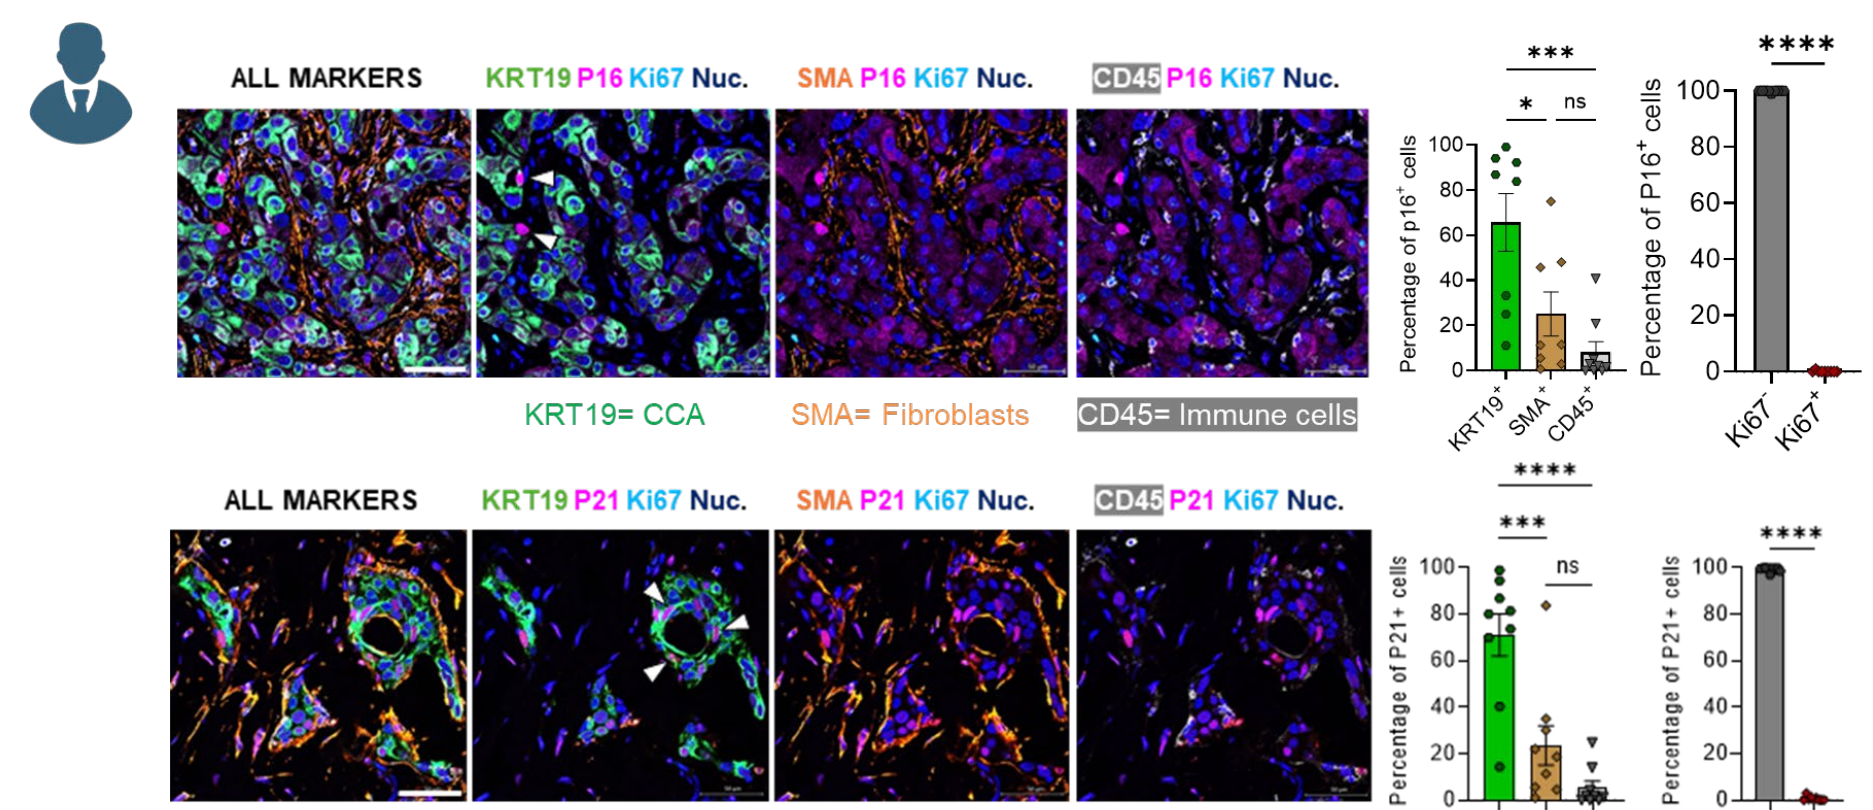 ALL MARKERS
KRT19 P16 Ki67 Nuc.
SMA P16 Ki67 Nuc.
CD45 P16 Ki67 Nuc.
***
* ns
Percentage of p16+ cells
100
80
60
40
20
0
KRT19+
SMA+
CD45+
****
Percentage of P16+ cells
100
80
60
40
20
0
Ki67-
Ki67+
KRT19= CCA
SMA= Fibroblasts
CD45= Immune cells
ALL MARKERS
KRT19 P21 Ki67 Nuc.
SMA P21 Ki67 Nuc.
CD45 P21 Ki67 Nuc.
****
***
ns
Percentage of P21+ cells
100
80
60
40
20
0
****
Percentage of P21+ cells
100
80
60
40
20
0